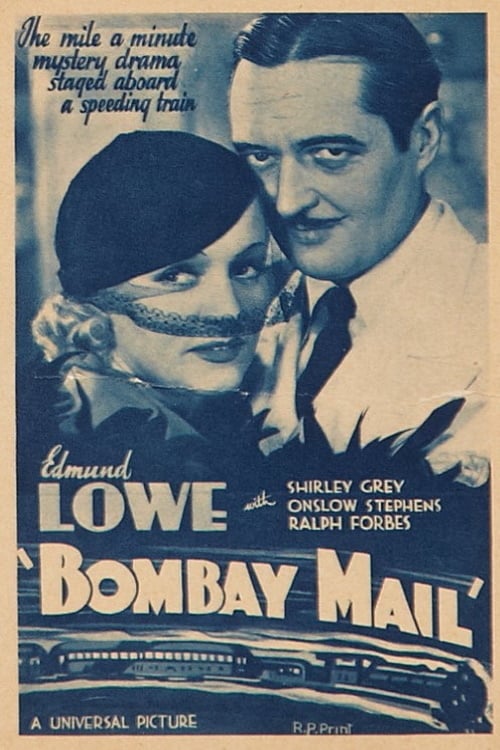 The mile a minute
mystery drama
staged aboard
a speeding train
Edmund
LOWE with SHIRLEY GREY
ONSLOW STEPHENS
RALPH FORBES
'BOMBAY MAIL'
A UNIVERSAL PICTURE
R.P.Print